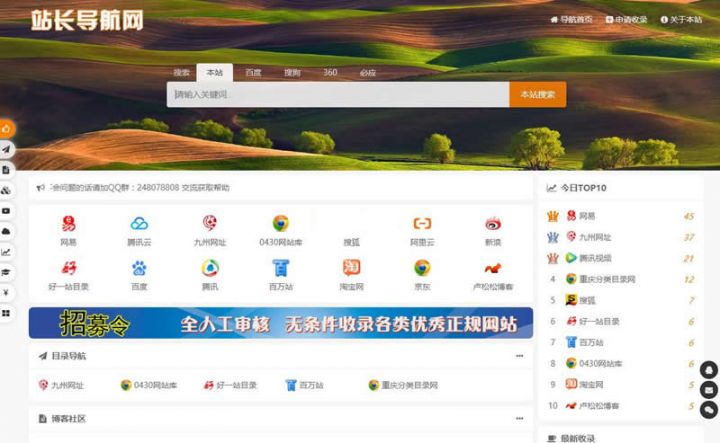 站长导航网
导航首页 申请收录 关于本站
搜索 本站 百度 搜狗 360 必应
请输入关键词 本站搜索
会问题的话请加QQ群：248078808 交流获取帮助
网易 腾讯云 九州网址 0430网站库 搜狐 阿里云 新浪
好一站目录 百度 腾讯 百万站 淘宝网 京东 卢松松博客
招募令 全人工审核 无条件收录各类优秀正规网站
目录导航
九州网址 0430网站库 好一站目录 百万站 重庆分类目录网
博客社区
今日TOP10
网易 45
九州网址 37
腾讯视频 21
4 重庆分类目录网 12
5 搜狐 7
6 好一站目录 6
7 百万站 6
8 0430网站库 6
9 淘宝网 5
10 卢松松博客 5
最新收录